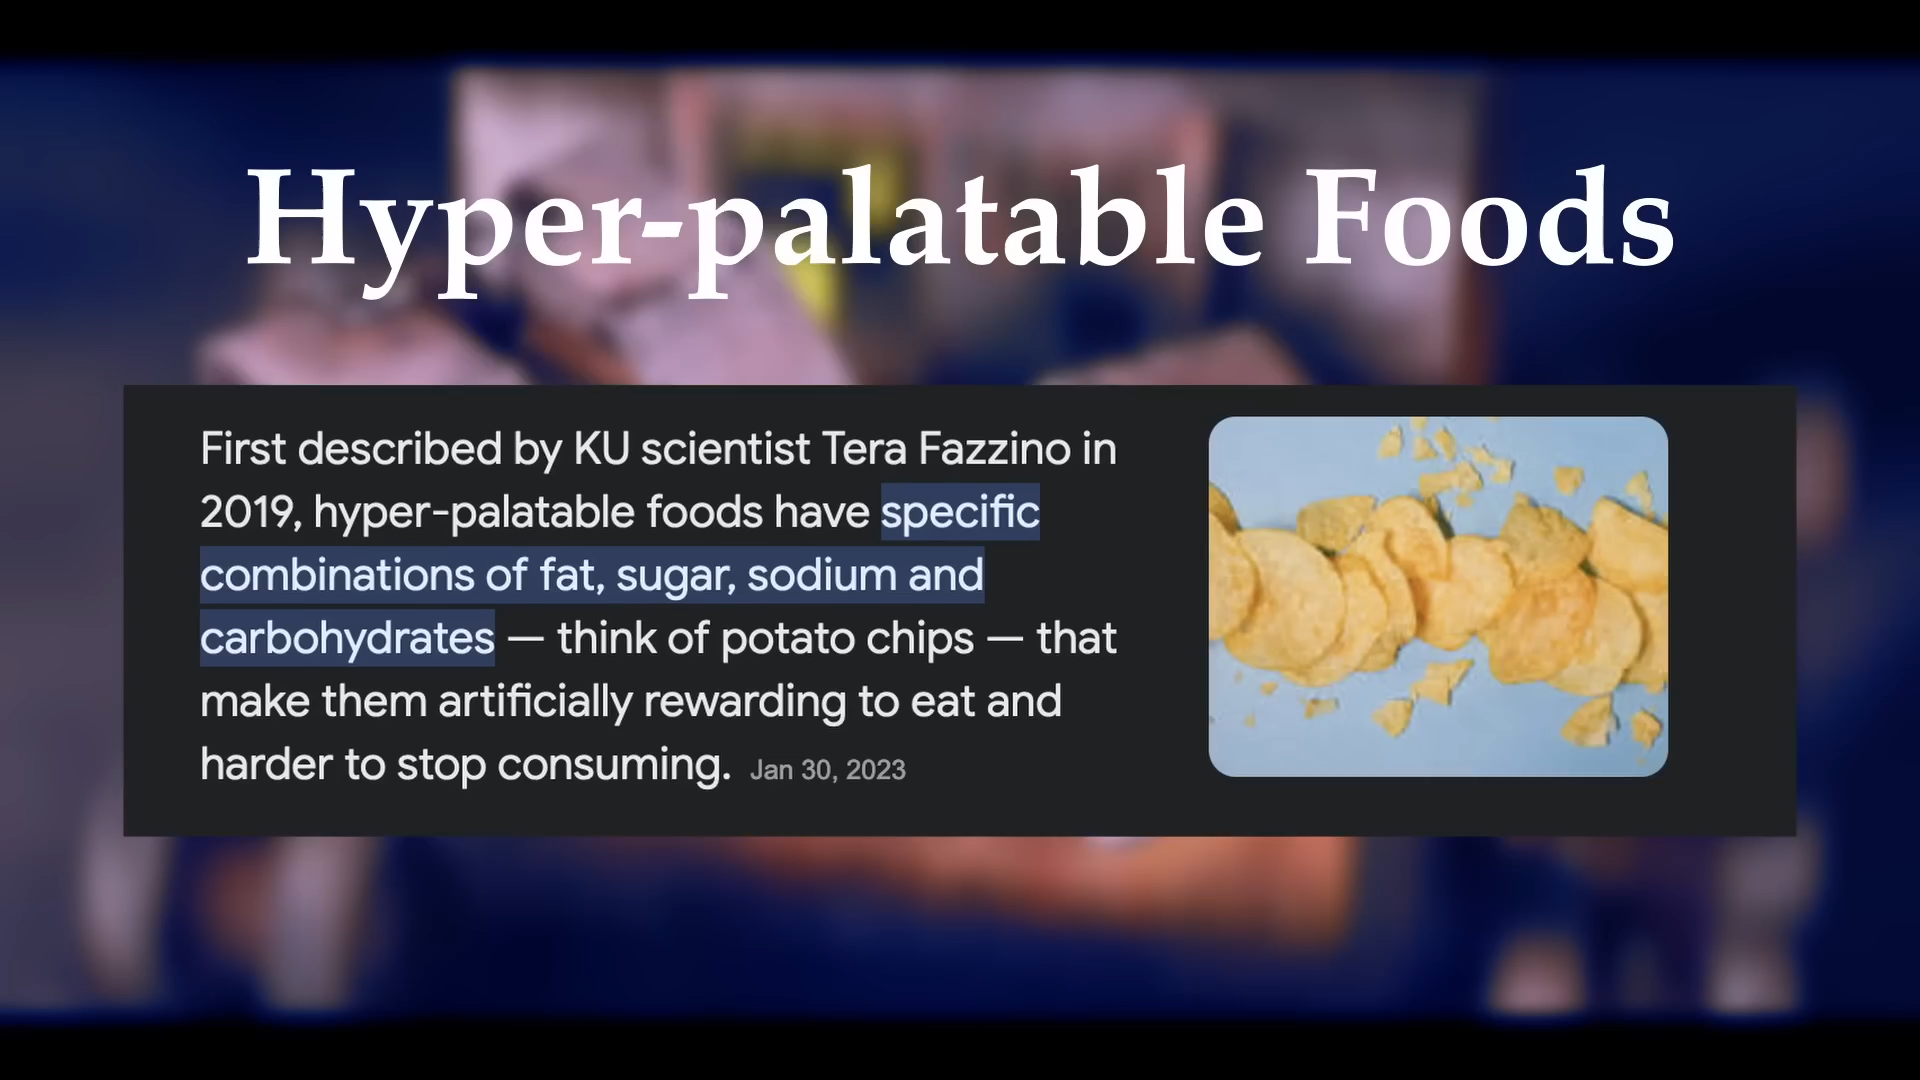 Hyper-palatable Foods
First described by KU scientist Tera Fazzino in
2019, hyper-palatable foods have specific
combinations of fat, sugar, sodium and
carbohydrates — think of potato chips — that
make them artificially rewarding to eat and
harder to stop consuming. Jan 30, 2023